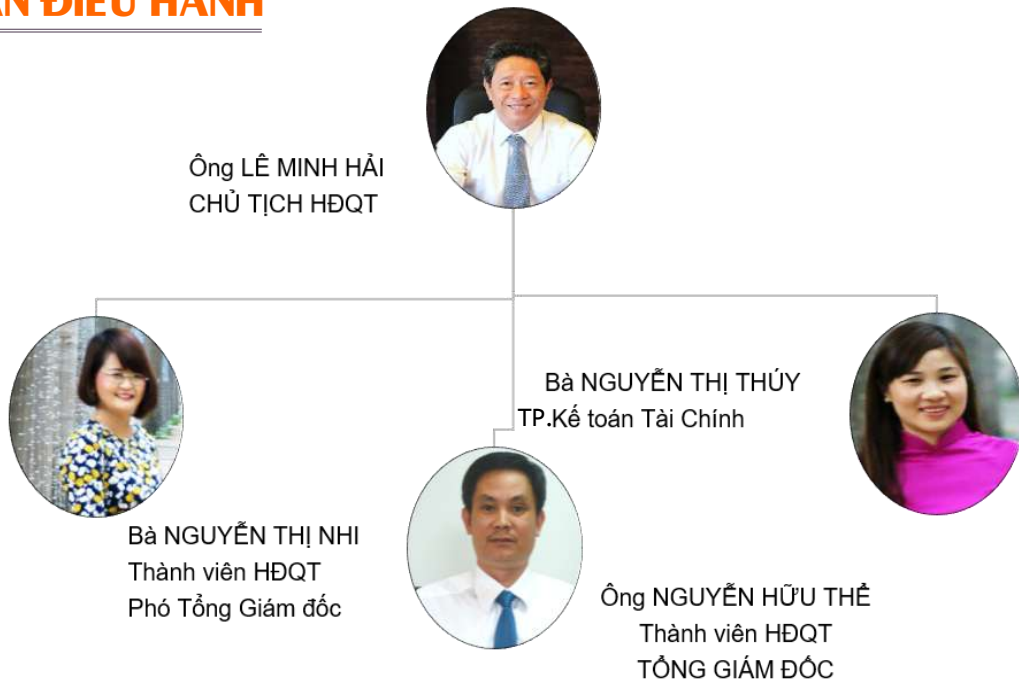 ĐIỀU HÀNH
Ông LÊ MINH HẢI
CHỦ TỊCH HĐQT
Bà NGUYỄN THỊ THÚY
TP.Kế toán Tài Chính
Bà NGUYỄN THỊ NHI
Thành viên HĐQT
Phó Tổng Giám đốc
Ông NGUYỄN HỮU THỂ
Thành viên HĐQT
TỔNG GIÁM ĐỐC